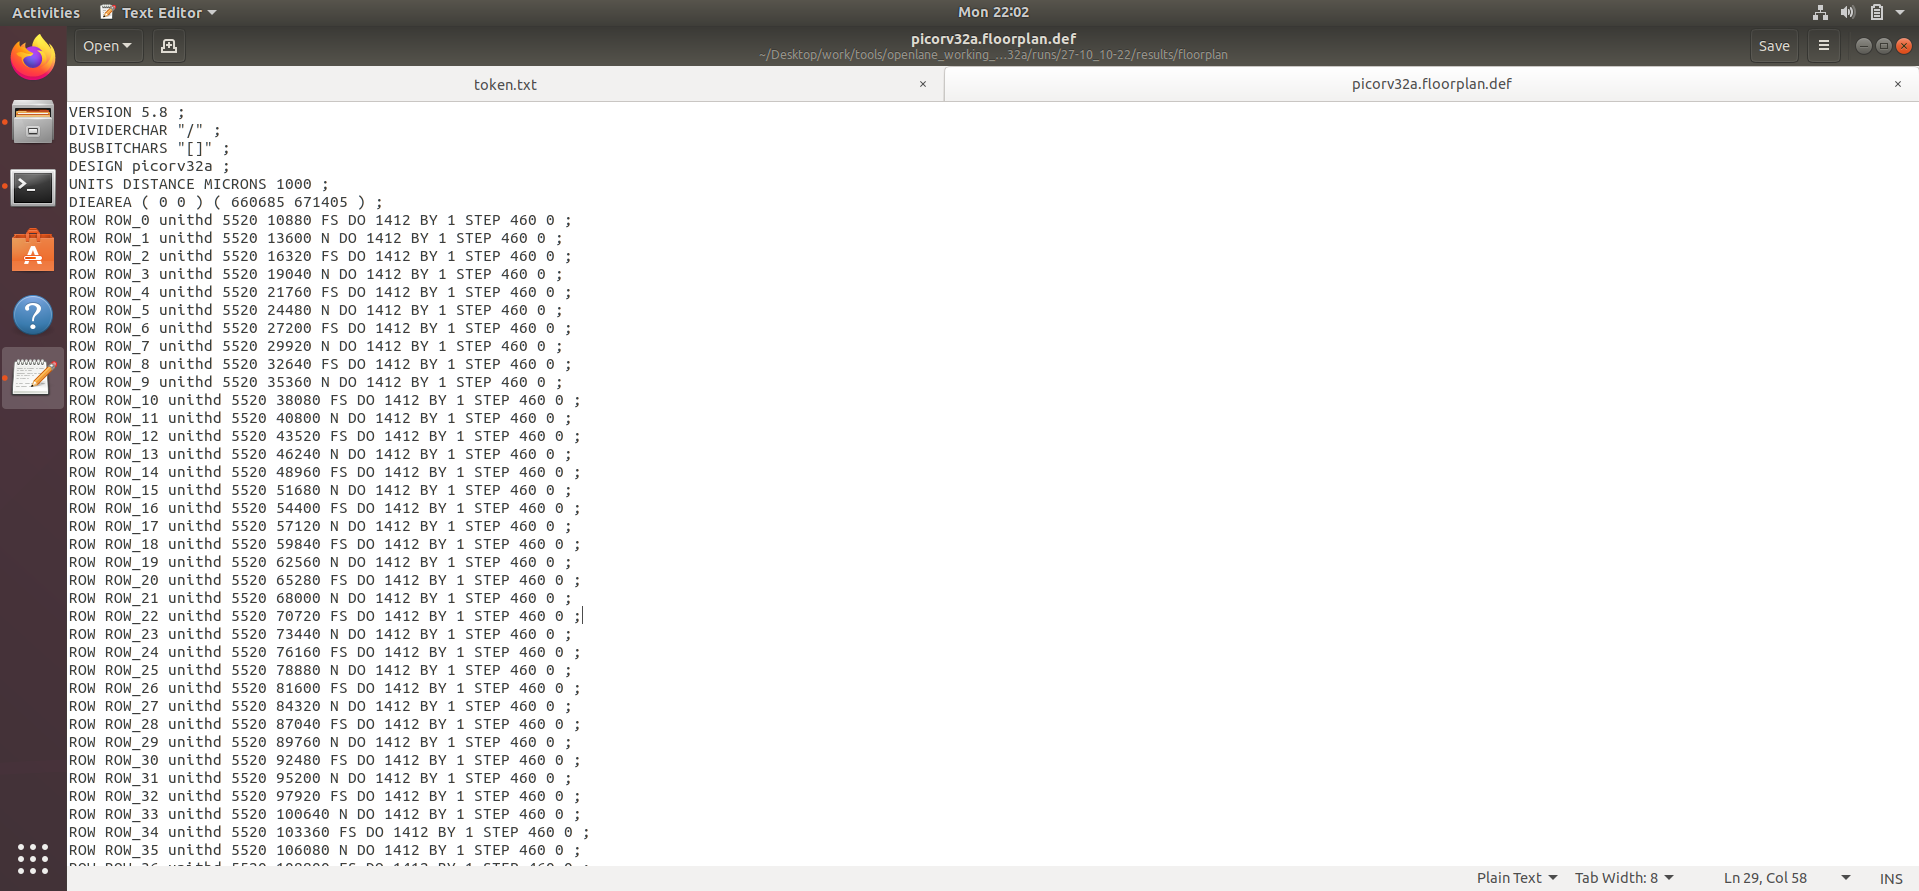 Activities
Text Editor
Mon 22:02
Open
picorv32a.floorplan.def
~/Desktop/work/tools/openlane_working_...32a/runs/27-10_10-22/results/floorplan
Save
token.txt
picorv32a.floorplan.def
VERSION 5.8 ;
DIVIDERCHAR "/" ;
BUSBITCHARS "[]" ;
DESIGN picorv32a ;
UNITS DISTANCE MICRONS 1000 ;
DIEAREA ( 0 0 ) ( 660685 671405 ) ;
ROW ROW_0 unithd 5520 10880 FS DO 1412 BY 1 STEP 460 0 ;
ROW ROW_1 unithd 5520 13600 N DO 1412 BY 1 STEP 460 0 ;
ROW ROW_2 unithd 5520 16320 FS DO 1412 BY 1 STEP 460 0 ;
ROW ROW_3 unithd 5520 19040 N DO 1412 BY 1 STEP 460 0 ;
ROW ROW_4 unithd 5520 21760 FS DO 1412 BY 1 STEP 460 0 ;
ROW ROW_5 unithd 5520 24480 N DO 1412 BY 1 STEP 460 0 ;
ROW ROW_6 unithd 5520 27200 FS DO 1412 BY 1 STEP 460 0 ;
ROW ROW_7 unithd 5520 29920 N DO 1412 BY 1 STEP 460 0 ;
ROW ROW_8 unithd 5520 32640 FS DO 1412 BY 1 STEP 460 0 ;
ROW ROW_9 unithd 5520 35360 N DO 1412 BY 1 STEP 460 0 ;
ROW ROW_10 unithd 5520 38080 FS DO 1412 BY 1 STEP 460 0 ;
ROW ROW_11 unithd 5520 40800 N DO 1412 BY 1 STEP 460 0 ;
ROW ROW_12 unithd 5520 43520 FS DO 1412 BY 1 STEP 460 0 ;
ROW ROW_13 unithd 5520 46240 N DO 1412 BY 1 STEP 460 0 ;
ROW ROW_14 unithd 5520 48960 FS DO 1412 BY 1 STEP 460 0 ;
ROW ROW_15 unithd 5520 51680 N DO 1412 BY 1 STEP 460 0 ;
ROW ROW_16 unithd 5520 54400 FS DO 1412 BY 1 STEP 460 0 ;
ROW ROW_17 unithd 5520 57120 N DO 1412 BY 1 STEP 460 0 ;
ROW ROW_18 unithd 5520 59840 FS DO 1412 BY 1 STEP 460 0 ;
ROW ROW_19 unithd 5520 62560 N DO 1412 BY 1 STEP 460 0 ;
ROW ROW_20 unithd 5520 65280 FS DO 1412 BY 1 STEP 460 0 ;
ROW ROW_21 unithd 5520 68000 N DO 1412 BY 1 STEP 460 0 ;
ROW ROW_22 unithd 5520 70720 FS DO 1412 BY 1 STEP 460 0 ;
ROW ROW_23 unithd 5520 73440 N DO 1412 BY 1 STEP 460 0 ;
ROW ROW_24 unithd 5520 76160 FS DO 1412 BY 1 STEP 460 0 ;
ROW ROW_25 unithd 5520 78880 N DO 1412 BY 1 STEP 460 0 ;
ROW ROW_26 unithd 5520 81600 FS DO 1412 BY 1 STEP 460 0 ;
ROW ROW_27 unithd 5520 84320 N DO 1412 BY 1 STEP 460 0 ;
ROW ROW_28 unithd 5520 87040 FS DO 1412 BY 1 STEP 460 0 ;
ROW ROW_29 unithd 5520 89760 N DO 1412 BY 1 STEP 460 0 ;
ROW ROW_30 unithd 5520 92480 FS DO 1412 BY 1 STEP 460 0 ;
ROW ROW_31 unithd 5520 95200 N DO 1412 BY 1 STEP 460 0 ;
ROW ROW_32 unithd 5520 97920 FS DO 1412 BY 1 STEP 460 0 ;
ROW ROW_33 unithd 5520 100640 N DO 1412 BY 1 STEP 460 0 ;
ROW ROW_34 unithd 5520 103360 FS DO 1412 BY 1 STEP 460 0 ;
ROW ROW_35 unithd 5520 106080 N DO 1412 BY 1 STEP 460 0 ;
Plain Text
Tab Width: 8
Ln 29, Col 58
INS